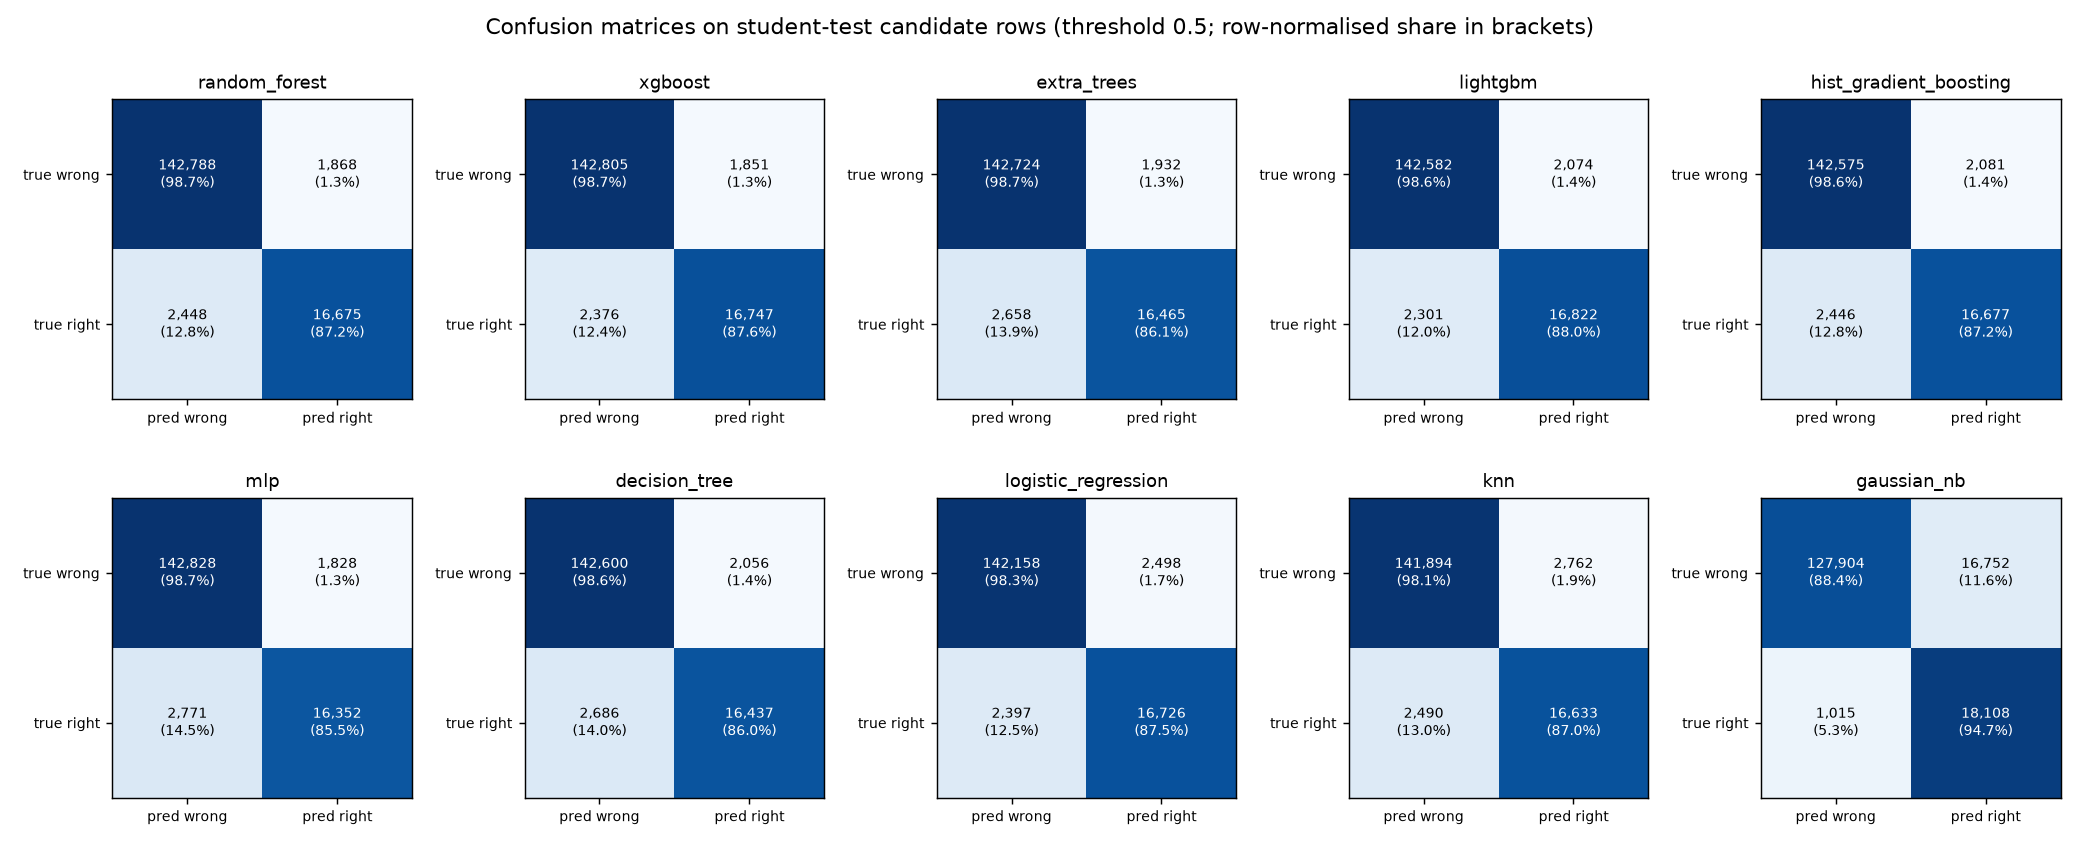 Confusion matrices on student-test candidate rows (threshold 0.5; row-normalised share in brackets)
random_forest
true wrong
142,788
(98.7%)
1,868
(1.3%)
true right
2,448
(12.8%)
16,675
(87.2%)
pred wrong
pred right
xgboost
true wrong
142,805
(98.7%)
1,851
(1.3%)
true right
2,376
(12.4%)
16,747
(87.6%)
pred wrong
pred right
extra_trees
true wrong
142,724
(98.7%)
1,932
(1.3%)
true right
2,658
(13.9%)
16,465
(86.1%)
pred wrong
pred right
lightgbm
true wrong
142,582
(98.6%)
2,074
(1.4%)
true right
2,301
(12.0%)
16,822
(88.0%)
pred wrong
pred right
hist_gradient_boosting
true wrong
142,575
(98.6%)
2,081
(1.4%)
true right
2,446
(12.8%)
16,677
(87.2%)
pred wrong
pred right
mlp
true wrong
142,828
(98.7%)
1,828
(1.3%)
true right
2,771
(14.5%)
16,352
(85.5%)
pred wrong
pred right
decision_tree
true wrong
142,600
(98.6%)
2,056
(1.4%)
true right
2,686
(14.0%)
16,437
(86.0%)
pred wrong
pred right
logistic_regression
true wrong
142,158
(98.3%)
2,498
(1.7%)
true right
2,397
(12.5%)
16,726
(87.5%)
pred wrong
pred right
knn
true wrong
141,894
(98.1%)
2,762
(1.9%)
true right
2,490
(13.0%)
16,633
(87.0%)
pred wrong
pred right
gaussian_nb
true wrong
127,904
(88.4%)
16,752
(11.6%)
true right
1,015
(5.3%)
18,108
(94.7%)
pred wrong
pred right